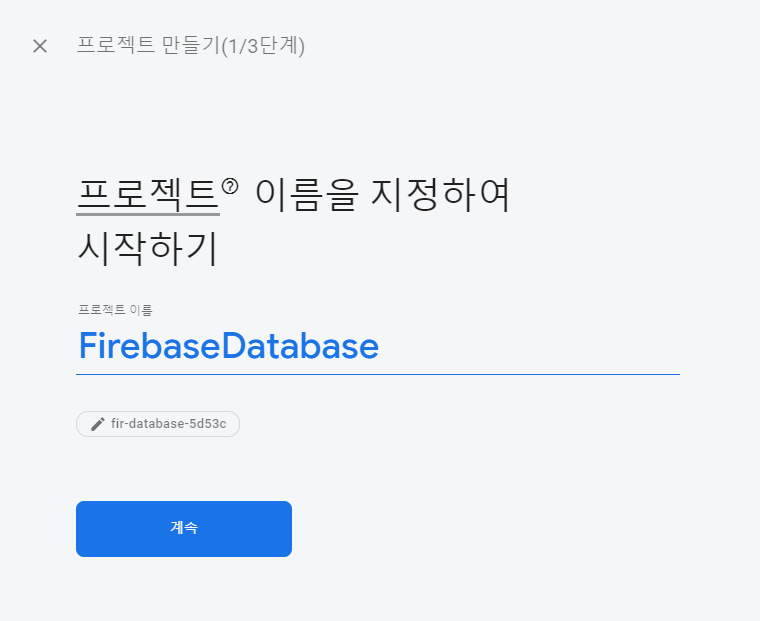 프로젝트 만들기(1/3단계)
프로젝트 이름을 지정하여
시작하기
프로젝트 이름
FirebaseDatabase
fir-database-5d53c
계속